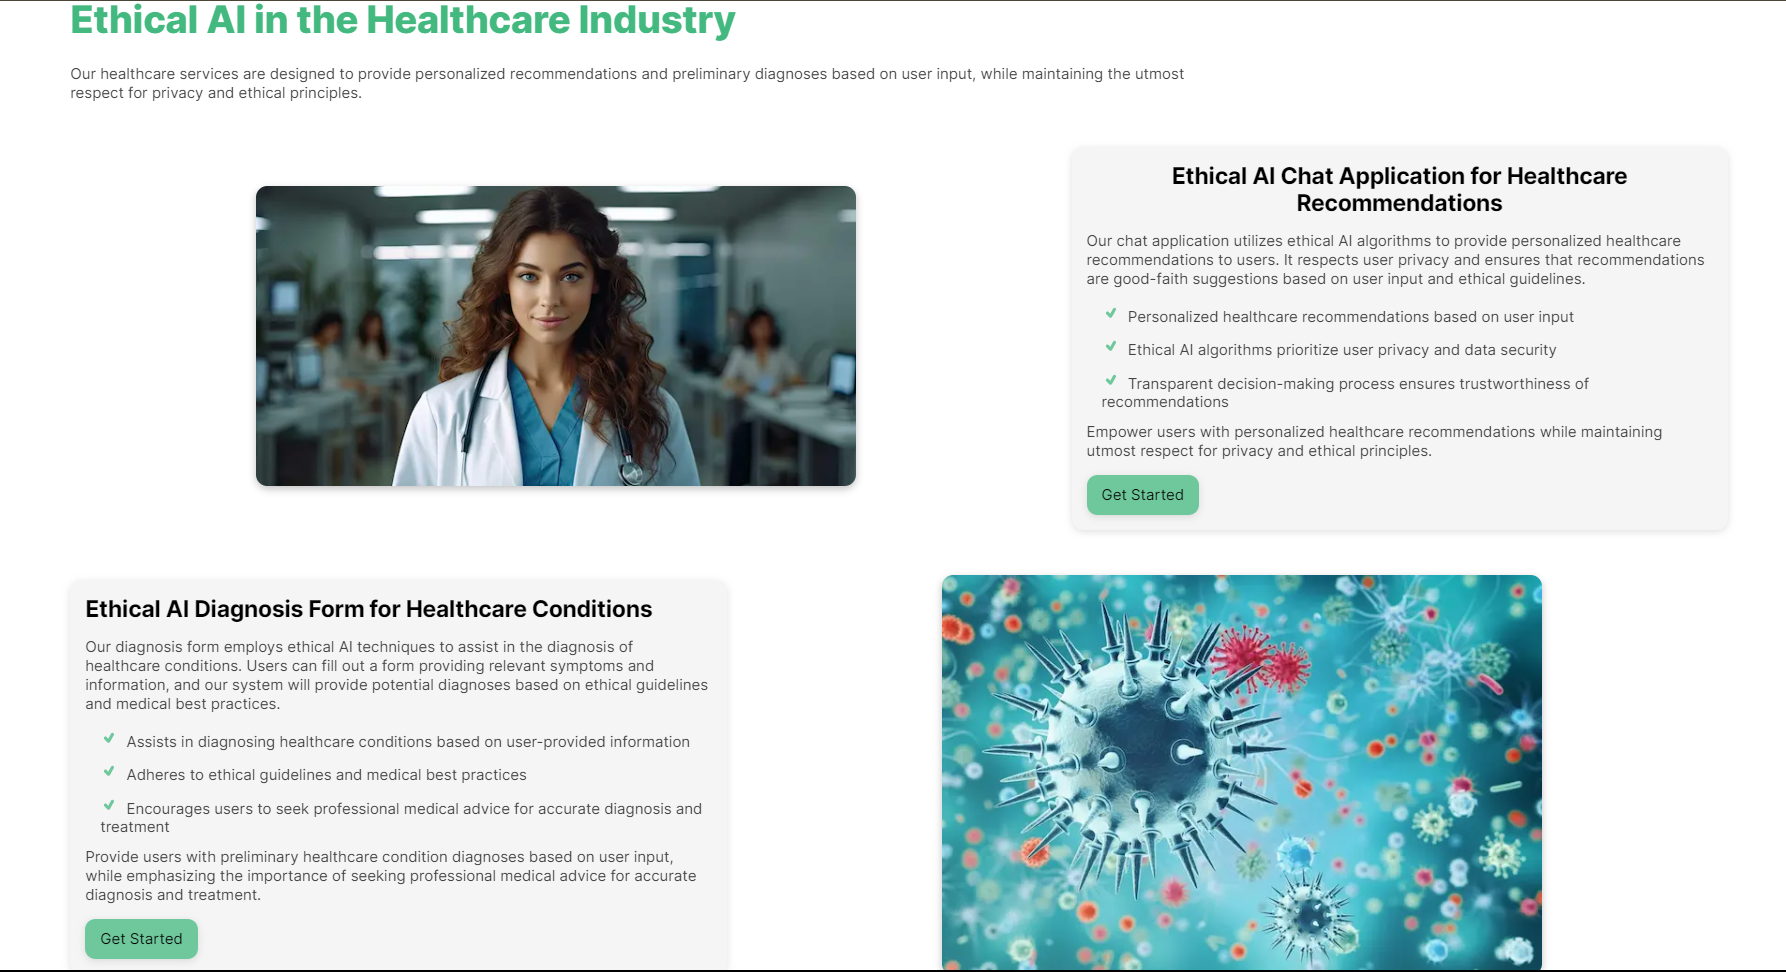 Ethical AI in the Healthcare Industry
Our healthcare services are designed to provide personalized recommendations and preliminary diagnoses based on user input, while maintaining the utmost
respect for privacy and ethical principles.
Ethical AI Chat Application for Healthcare
Recommendations
Our chat application utilizes ethical AI algorithms to provide personalized healthcare
recommendations to users. It respects user privacy and ensures that recommendations
are good-faith suggestions based on user input and ethical guidelines.
Personalized healthcare recommendations based on user input
Ethical AI algorithms prioritize user privacy and data security
Transparent decision-making process ensures trustworthiness of
recommendations
Empower users with personalized healthcare recommendations while maintaining
utmost respect for privacy and ethical principles.
Get Started
Ethical AI Diagnosis Form for Healthcare Conditions
Our diagnosis form employs ethical AI techniques to assist in the diagnosis of
healthcare conditions. Users can fill out a form providing relevant symptoms and
information, and our system will provide potential diagnoses based on ethical guidelines
and medical best practices.
Assists in diagnosing healthcare conditions based on user-provided information
Adheres to ethical guidelines and medical best practices
Encourages users to seek professional medical advice for accurate diagnosis and
treatment
Provide users with preliminary healthcare condition diagnoses based on user input,
while emphasizing the importance of seeking professional medical advice for accurate
diagnosis and treatment.
Get Started